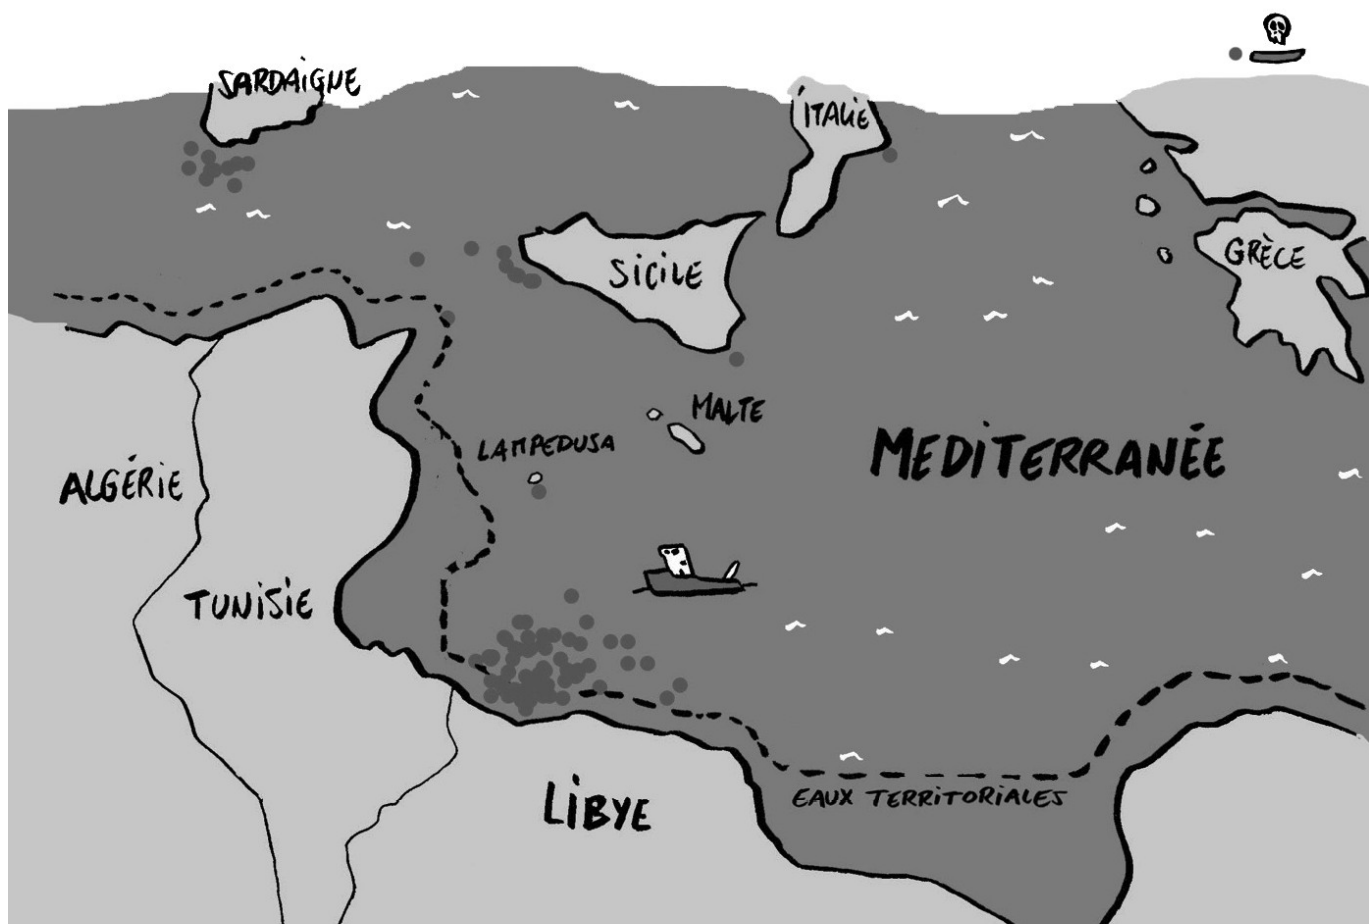 SARDAIGNE
ITALIE
GRÈCE
SICILE
MALTE
LAMPEDUSA
MEDITERRANÉE
ALGÉRIE
TUNISIE
LIBYE
EAUX TERRITORIALES